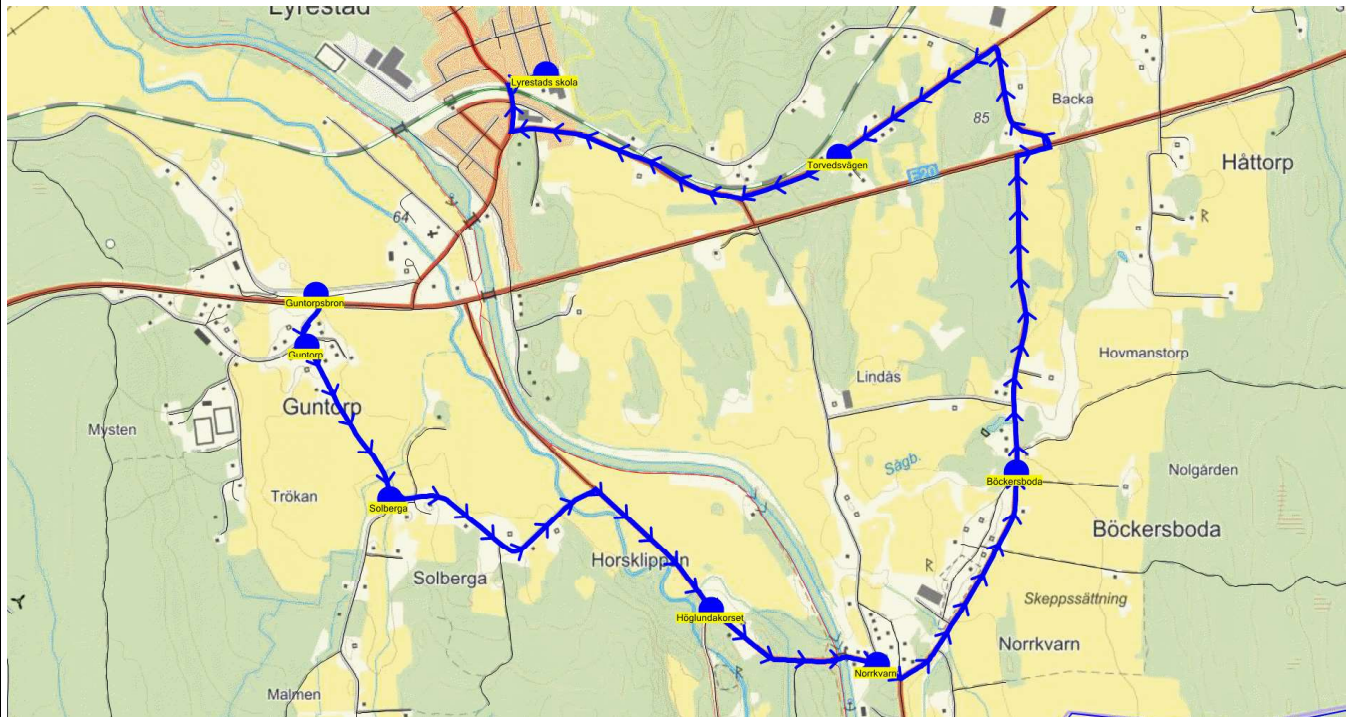 Lyrestad
Lyrestads skola
Backa
85
Torvedsvägen
E20
Håttorp
64
Guntorpsbron
Guntorp
Hovmanstorp
Lindås
Guntorp
Mysten
Sågb.
Nolgården
Böckersboda
Trökan
Solberga
Böckersboda
Horsklippan
Solberga
Skeppssättning
Höglundakorset
Norrkvarn
Norrkvarn
Malmen
R
R
R